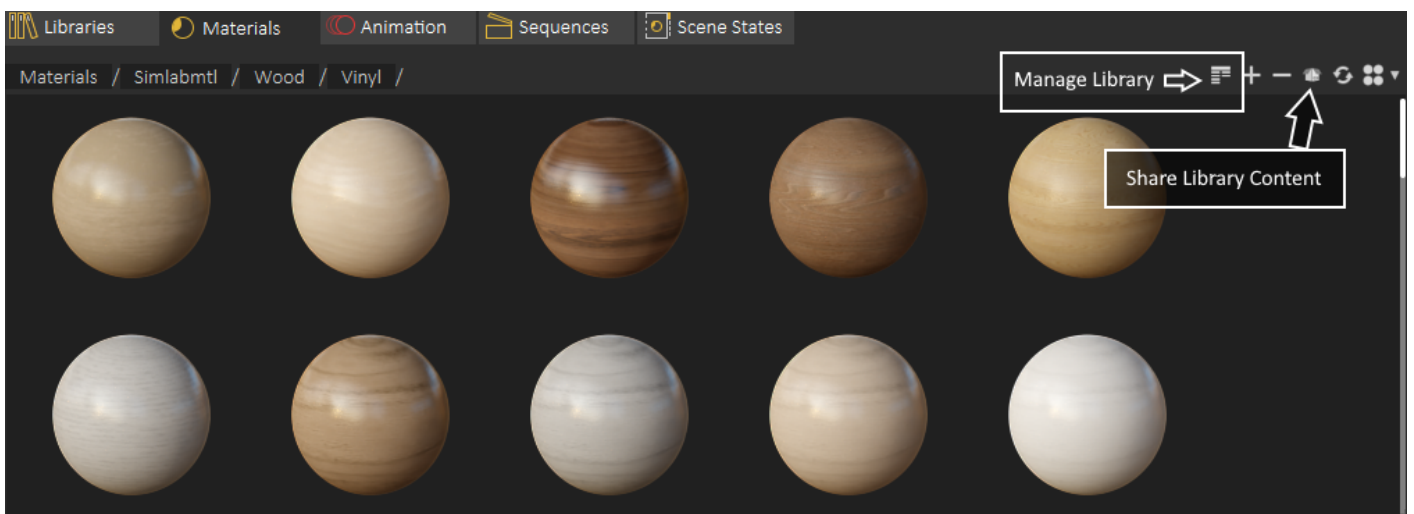 Libraries Materials Animation Sequences Scene States
Materials / Simlabmtl / Wood / Vinyl /
Manage Library
Share Library Content